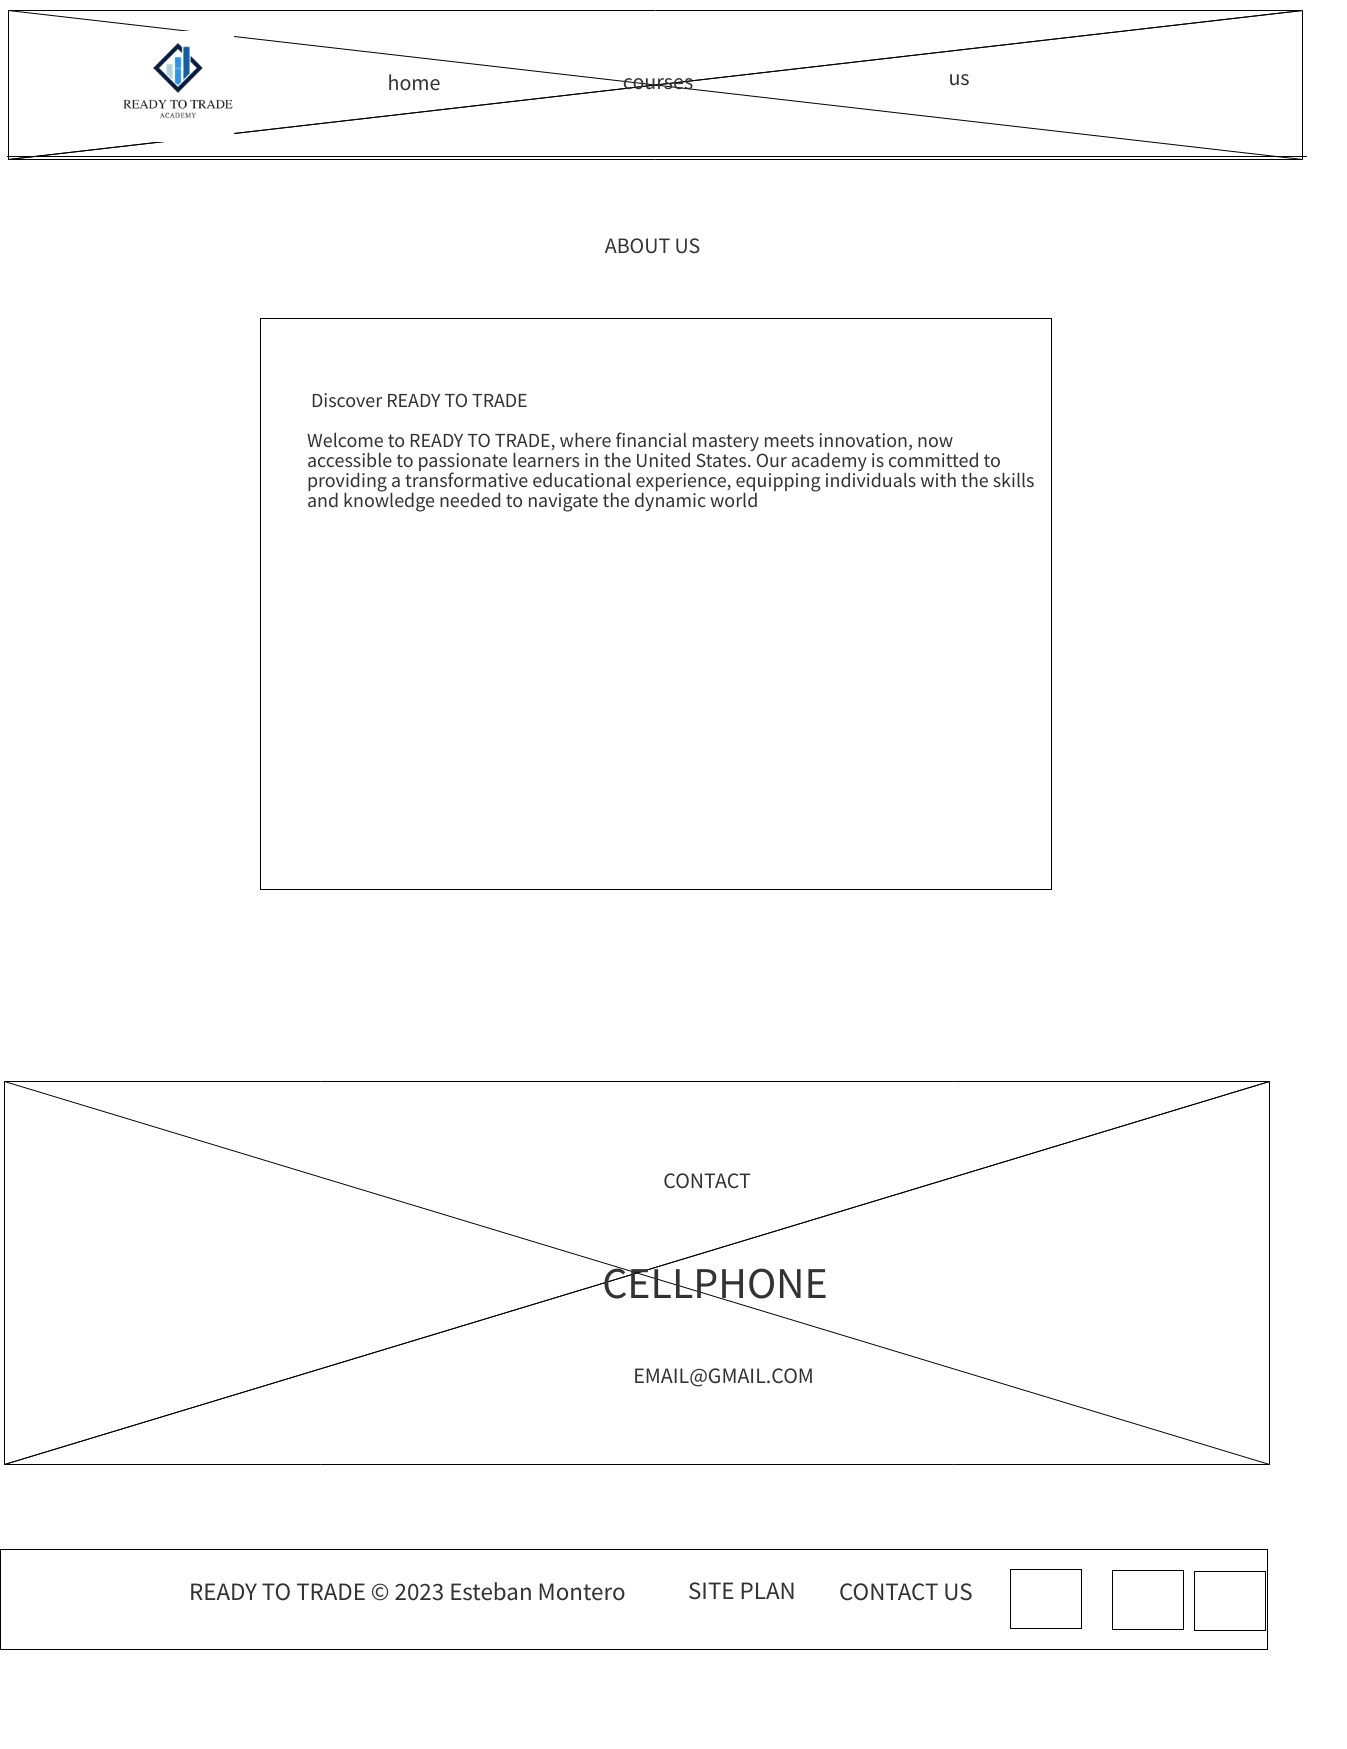 READY TO TRADE
ACADEMY
home
courses
us
ABOUT US
Discover READY TO TRADE
Welcome to READY TO TRADE, where financial mastery meets innovation, now
accessible to passionate learners in the United States. Our academy is committed to
providing a transformative educational experience, equipping individuals with the skills
and knowledge needed to navigate the dynamic world
CONTACT
CELLPHONE
EMAIL@GMAIL.COM
READY TO TRADE © 2023 Esteban Montero
SITE PLAN
CONTACT US